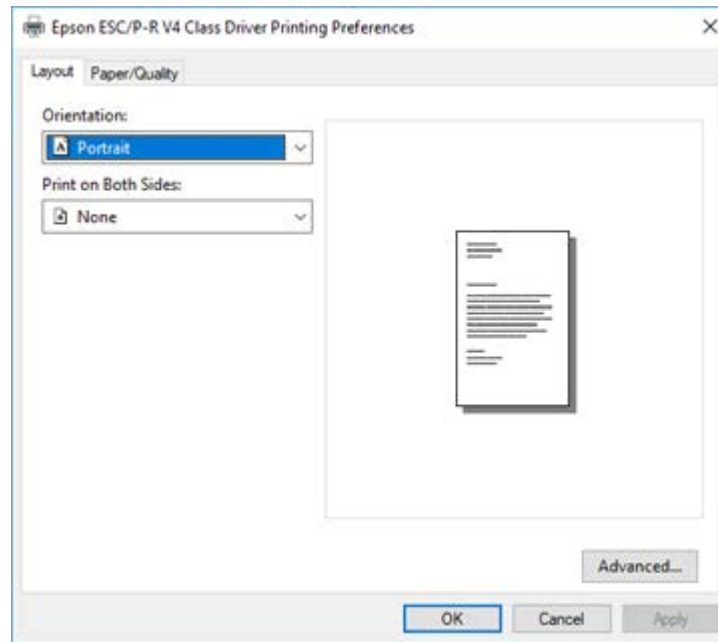 Epson ESC/P-R V4 Class Driver Printing Preferences
Layout Paper/Quality
Orientation:
Portrait
Print on Both Sides:
None
Advanced...
OK Cancel Apply